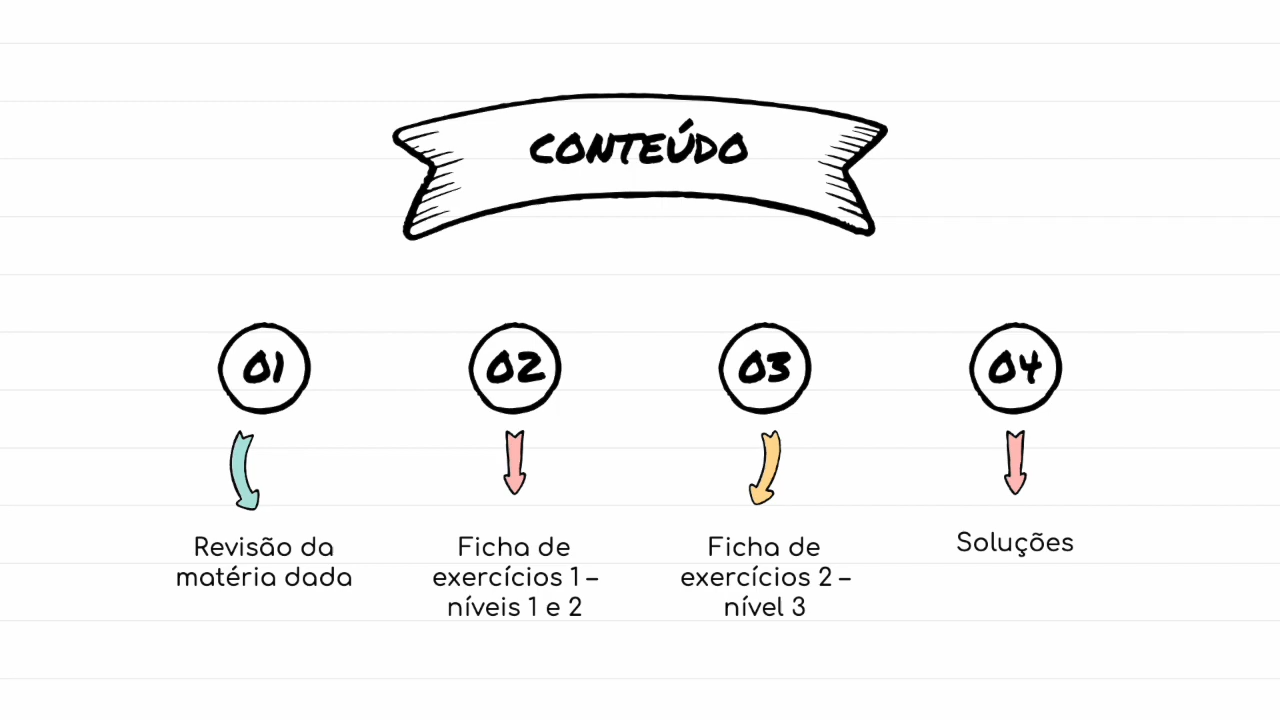 CONTEÚDO
01
02
03
04
Revisão da
matéria dada
Ficha de
exercícios 1 –
níveis 1 e 2
Ficha de
exercícios 2 –
nível 3
Soluções